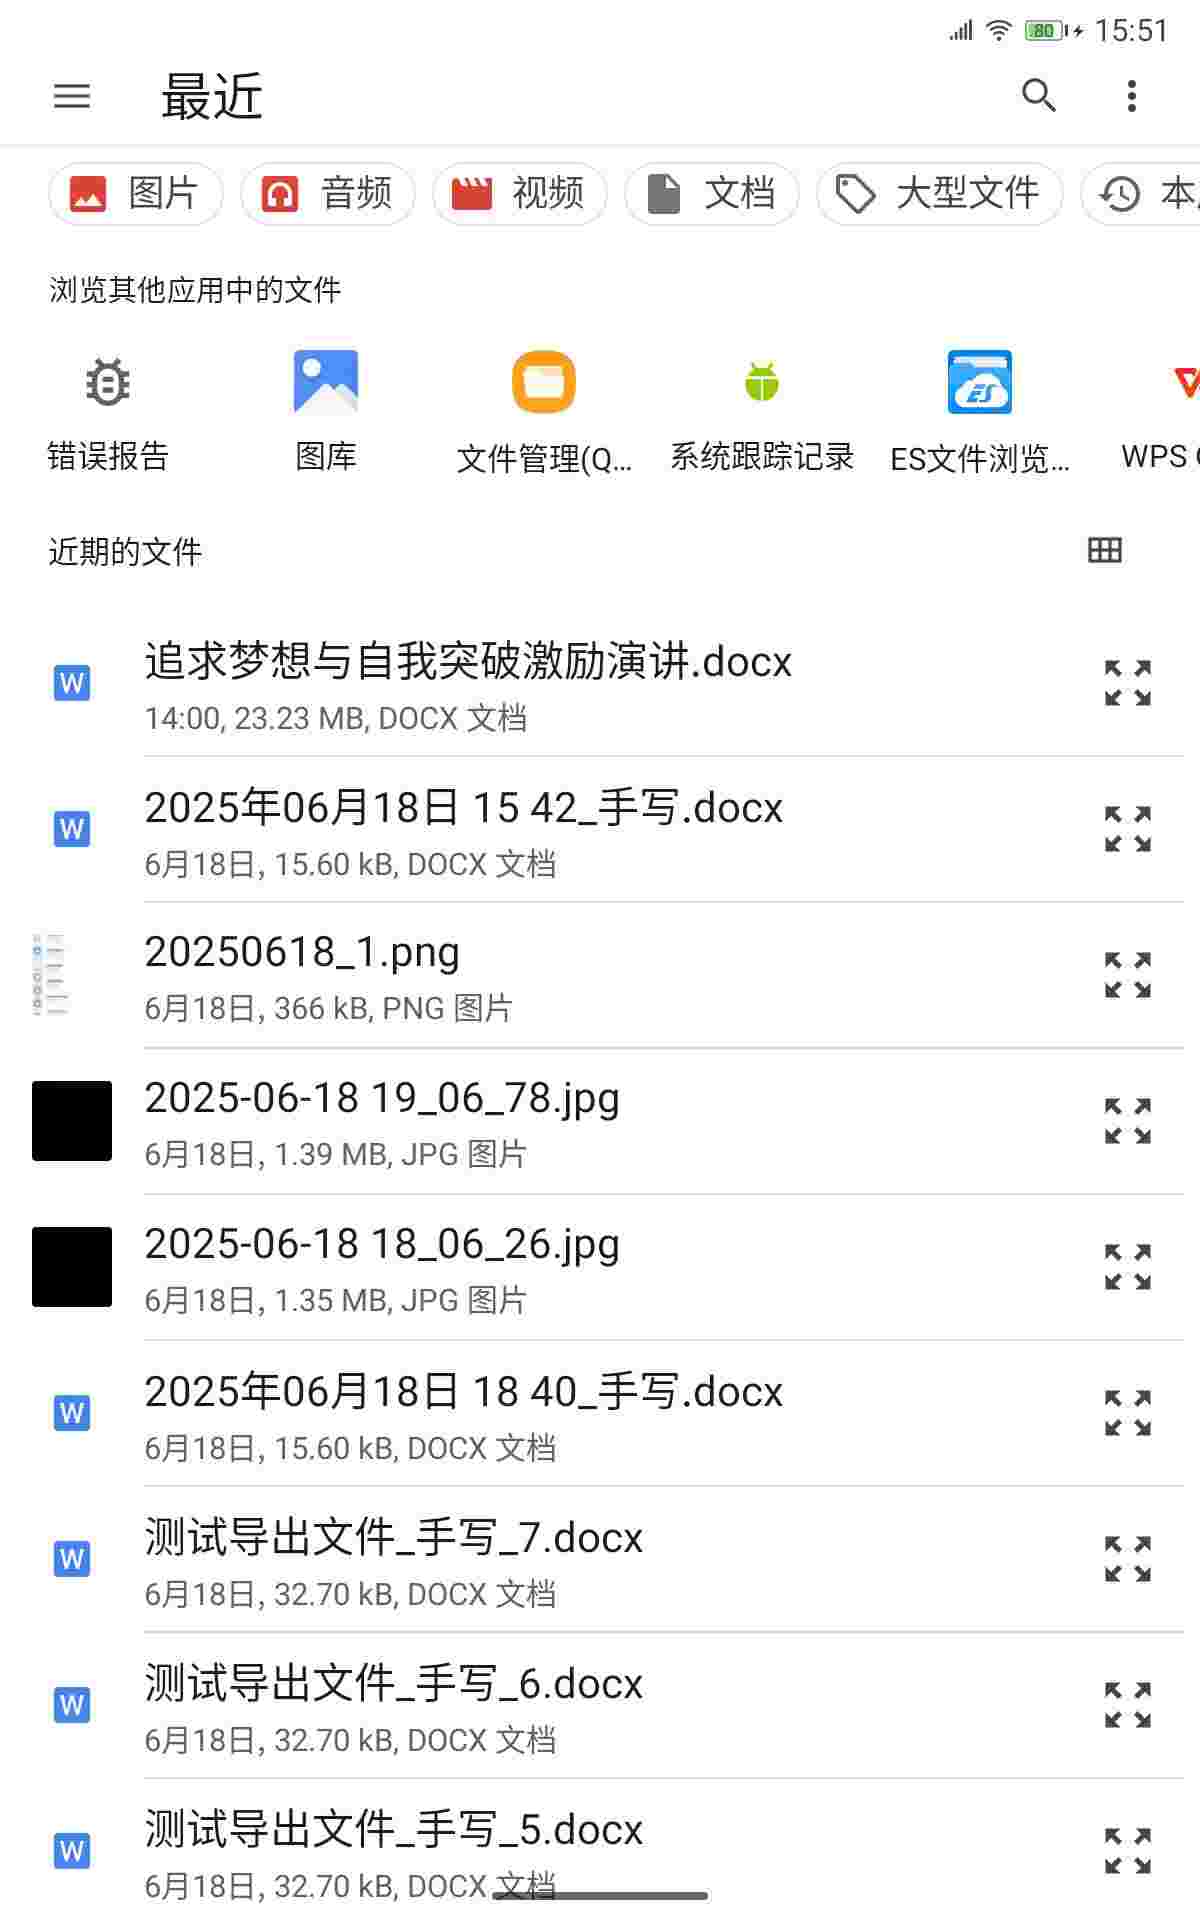 80 15:51
最近
图片 音频 视频 文档 大型文件 本
浏览其他应用中的文件
错误报告 图库 文件管理(Q... 系统跟踪记录 ES文件浏览... WPS
近期的文件
追求梦想与自我突破激励演讲.docx
14:00, 23.23 MB, DOCX 文档
2025年06月18日 15 42_手写.docx
6月18日, 15.60 kB, DOCX 文档
20250618_1.png
6月18日, 366 kB, PNG 图片
2025-06-18 19_06_78.jpg
6月18日, 1.39 MB, JPG 图片
2025-06-18 18_06_26.jpg
6月18日, 1.35 MB, JPG 图片
2025年06月18日 18 40_手写.docx
6月18日, 15.60 kB, DOCX 文档
测试导出文件_手写_7.docx
6月18日, 32.70 kB, DOCX 文档
测试导出文件_手写_6.docx
6月18日, 32.70 kB, DOCX 文档
测试导出文件_手写_5.docx
6月18日, 32.70 kB, DOCX 文档